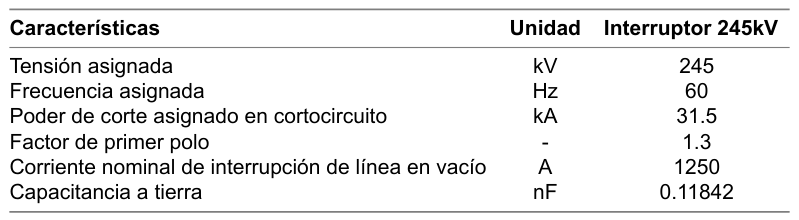 Características Unidad Interruptor 245kV
Tensión asignada kV 245
Frecuencia asignada Hz 60
Poder de corte asignado en cortocircuito kA 31.5
Factor de primer polo - 1.3
Corriente nominal de interrupción de línea en vacío A 1250
Capacitancia a tierra nF 0.11842